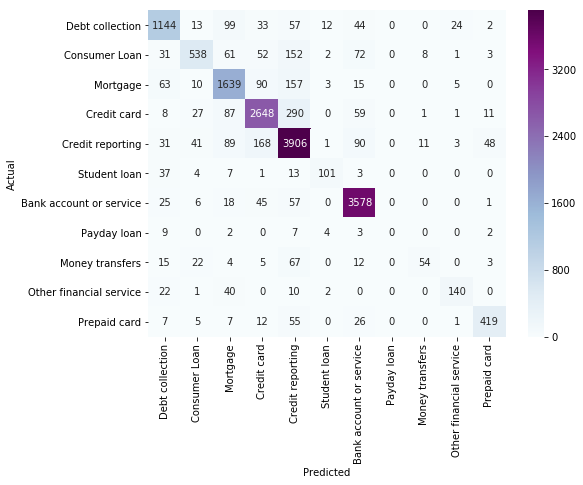 Actual
Debt collection 1144 13 99 33 57 12 44 0 0 24 2
Consumer Loan 31 538 61 52 152 2 72 0 8 1 3
Mortgage 63 10 1639 90 157 3 15 0 0 5 0
Credit card 8 27 87 2648 290 0 59 0 1 1 11
Credit reporting 31 41 89 168 3906 1 90 0 11 3 48
Student loan 37 4 7 1 13 101 3 0 0 0 0
Bank account or service 25 6 18 45 57 0 3578 0 0 0 1
Payday loan 9 0 2 0 7 4 3 0 0 0 2
Money transfers 15 22 4 5 67 0 12 0 54 0 3
Other financial service 22 1 40 0 10 2 0 0 0 140 0
Prepaid card 7 5 7 12 55 0 26 0 0 1 419
Debt collection
Consumer Loan
Mortgage
Credit card
Credit reporting
Student loan
Bank account or service
Payday loan
Money transfers
Other financial service
Prepaid card
Predicted
3200
2400
1600
800
0